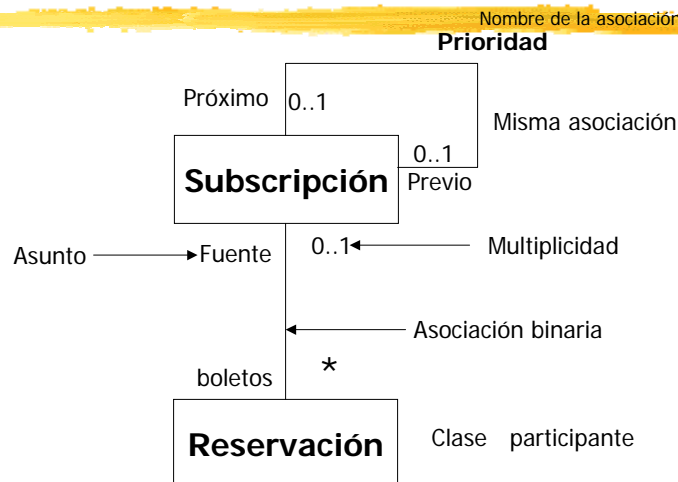 Nombre de la asociación
Prioridad
Próximo 0..1
Misma asociación
0..1
Subscripción Previo
Asunto Fuente 0..1 Multiplicidad
Asociación binaria
boletos *
Reservación Clase participante